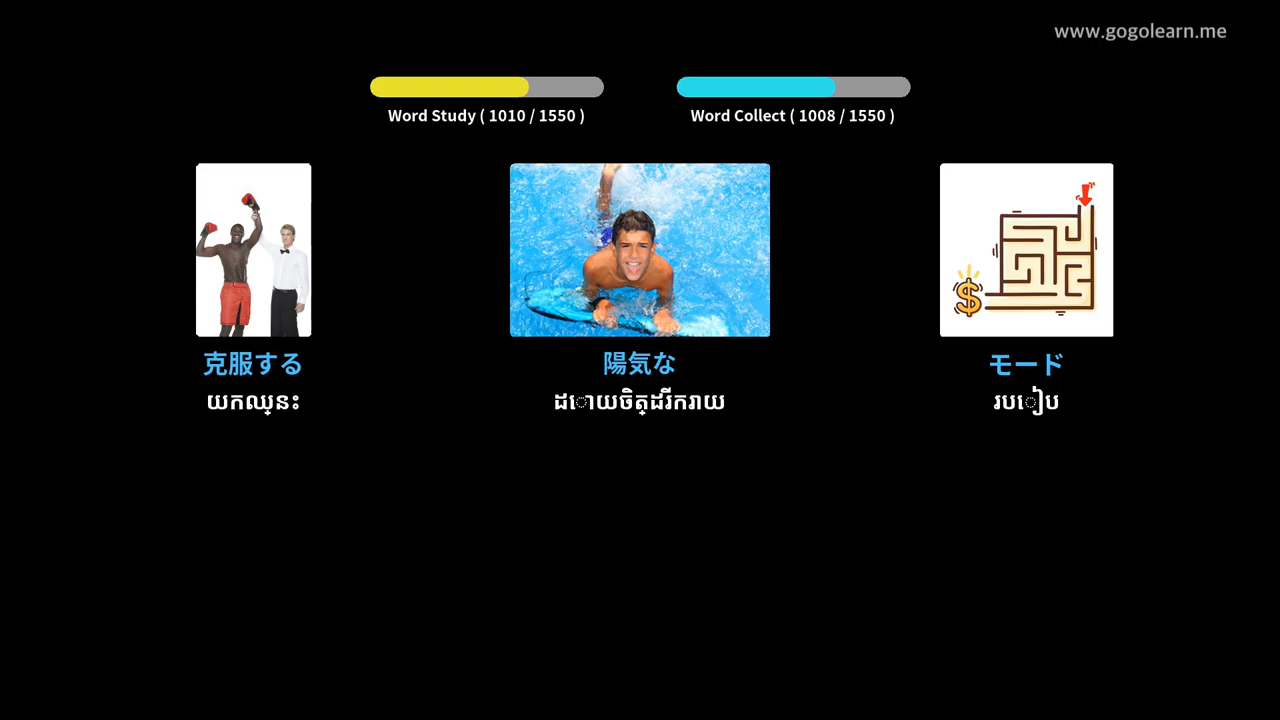 www.gogolearn.me
Word Study ( 1010 / 1550 )
Word Collect ( 1008 / 1550 )
克服する
陽気な
モード
យកឈ្នះ
ដោយចិត្ដរីករាយ
របៀប